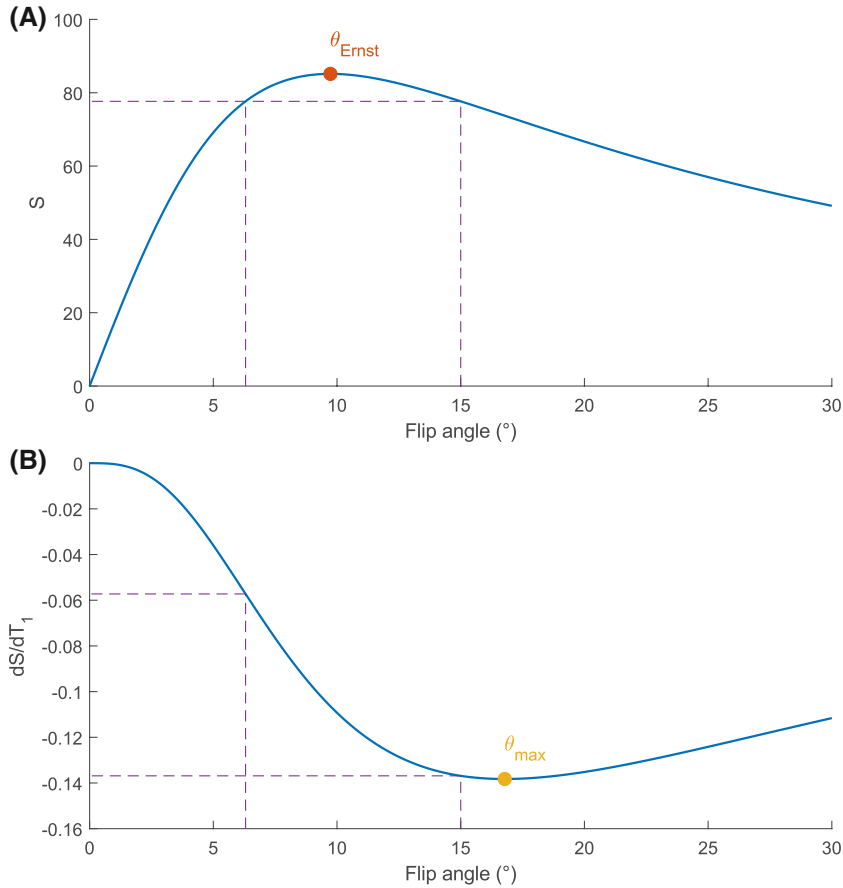 (A)
100
80
60
40
20
0
S
θErnst
0 5 10 15 20 25 30
Flip angle (°)
(B)
0
-0.02
-0.04
-0.06
-0.08
-0.1
-0.12
-0.14
-0.16
dS/dT1
θmax
0 5 10 15 20 25 30
Flip angle (°)